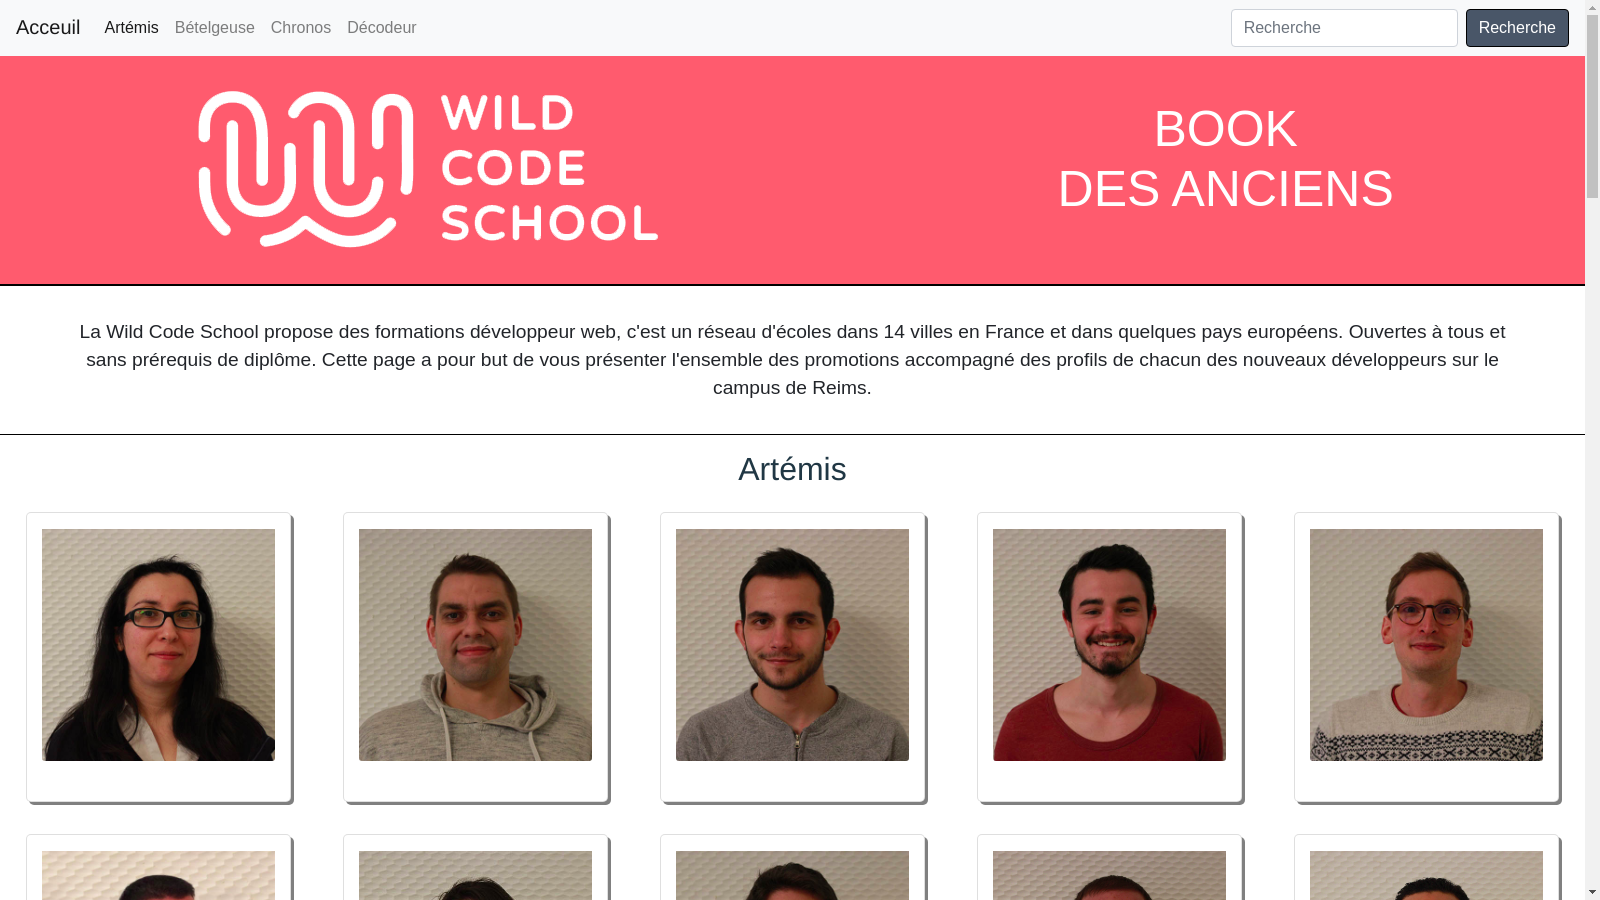 Acceuil Artémis Bételgeuse Chronos Décodeur Recherche Recherche
WILD
CODE
SCHOOL
BOOK
DES ANCIENS
La Wild Code School propose des formations développeur web, c'est un réseau d'écoles dans 14 villes en France et dans quelques pays européens. Ouvertes à tous et
sans prérequis de diplôme. Cette page a pour but de vous présenter l'ensemble des promotions accompagné des profils de chacun des nouveaux développeurs sur le
campus de Reims.
Artémis